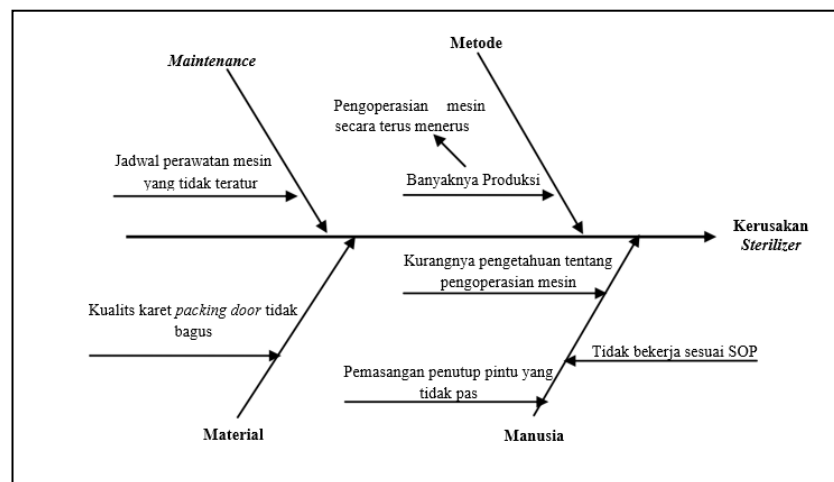 Maintenance
Metode
Pengoperasian mesin
secara terus menerus
Jadwal perawatan mesin
yang tidak teratur
Banyaknya Produksi
Kerusakan
Sterilizer
Kurangnya pengetahuan tentang
pengoperasian mesin
Kualits karet packing door tidak
bagus
Tidak bekerja sesuai SOP
Pemasangan penutup pintu yang
tidak pas
Material
Manusia